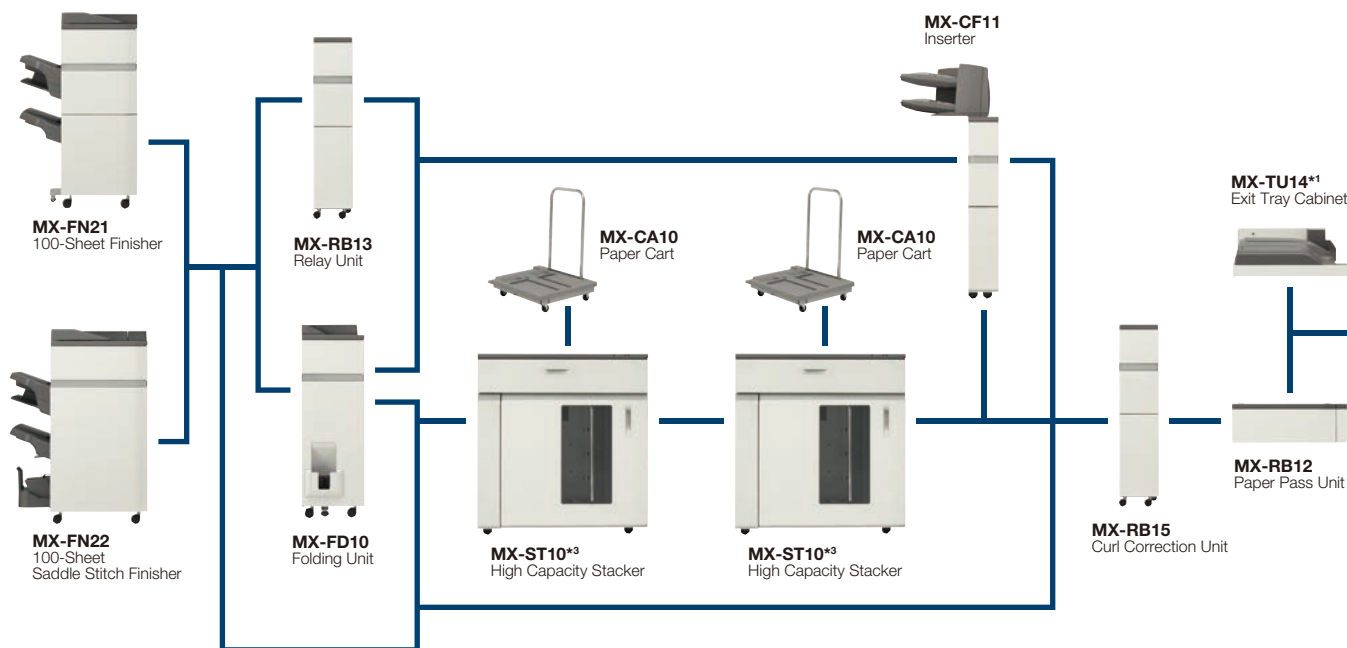 MX-CF11
Inserter
MX-TU14*1
Exit Tray Cabinet
MX-FN21
100-Sheet Finisher
MX-RB13
Relay Unit
MX-CA10
Paper Cart
MX-CA10
Paper Cart
MX-RB12
Paper Pass Unit
MX-FN22
100-Sheet
Saddle Stitch Finisher
MX-FD10
Folding Unit
MX-ST10*3
High Capacity Stacker
MX-ST10*3
High Capacity Stacker
MX-RB15
Curl Correction Unit